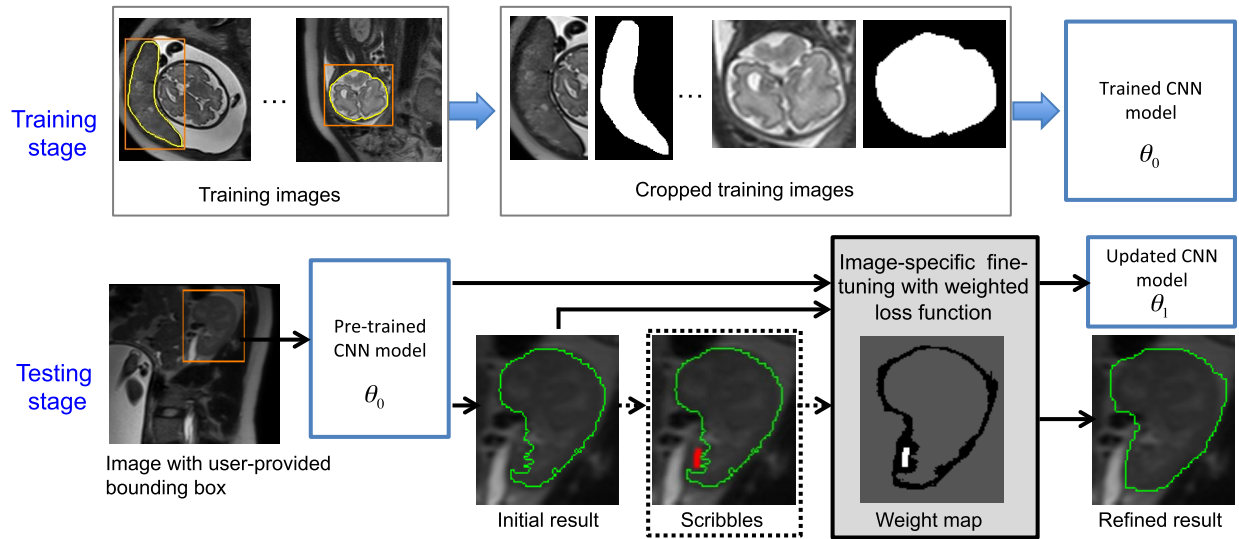 Training
stage
...
Training images
...
Cropped training images
Trained CNN
model
θ₀
Testing
stage
Image with user-provided
bounding box
Pre-trained
CNN model
θ₀
Initial result
Scribbles
Image-specific fine-
tuning with weighted
loss function
Weight map
Updated CNN
model
θ₁
Refined result